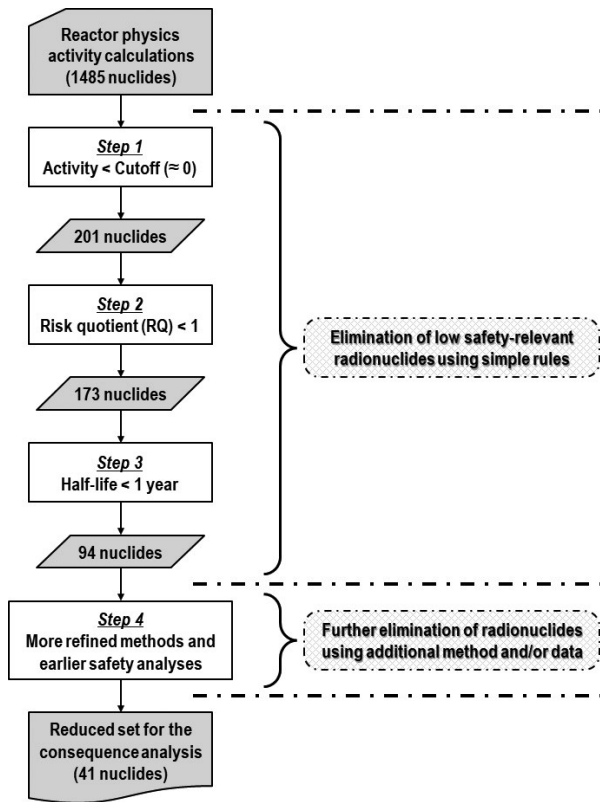 Reactor physics
activity calculations
(1485 nuclides)
Step 1
Activity < Cutoff (≈ 0)
201 nuclides
Step 2
Risk quotient (RQ) < 1
173 nuclides
Step 3
Half-life < 1 year
94 nuclides
Elimination of low safety-relevant
radionuclides using simple rules
Step 4
More refined methods and
earlier safety analyses
Further elimination of radionuclides
using additional method and/or data
Reduced set for the
consequence analysis
(41 nuclides)